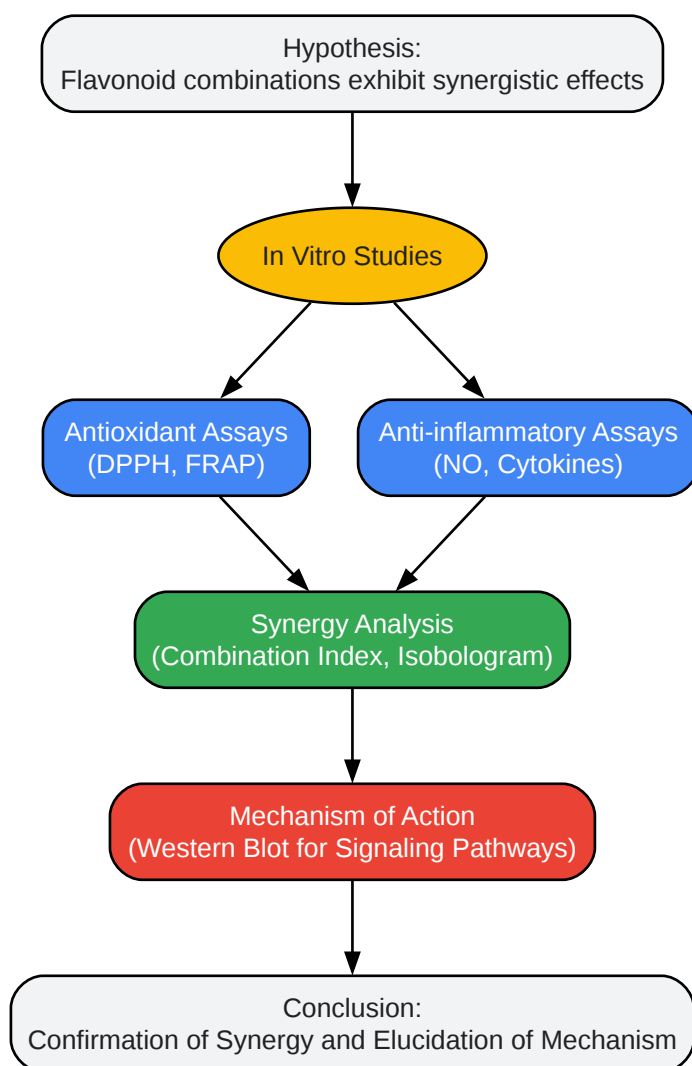 Hypothesis:
Flavonoid combinations exhibit synergistic effects
In Vitro Studies
Antioxidant Assays
(DPPH, FRAP)
Anti-inflammatory Assays
(NO, Cytokines)
Synergy Analysis
(Combination Index, Isobologram)
Mechanism of Action
(Western Blot for Signaling Pathways)
Conclusion:
Confirmation of Synergy and Elucidation of Mechanism